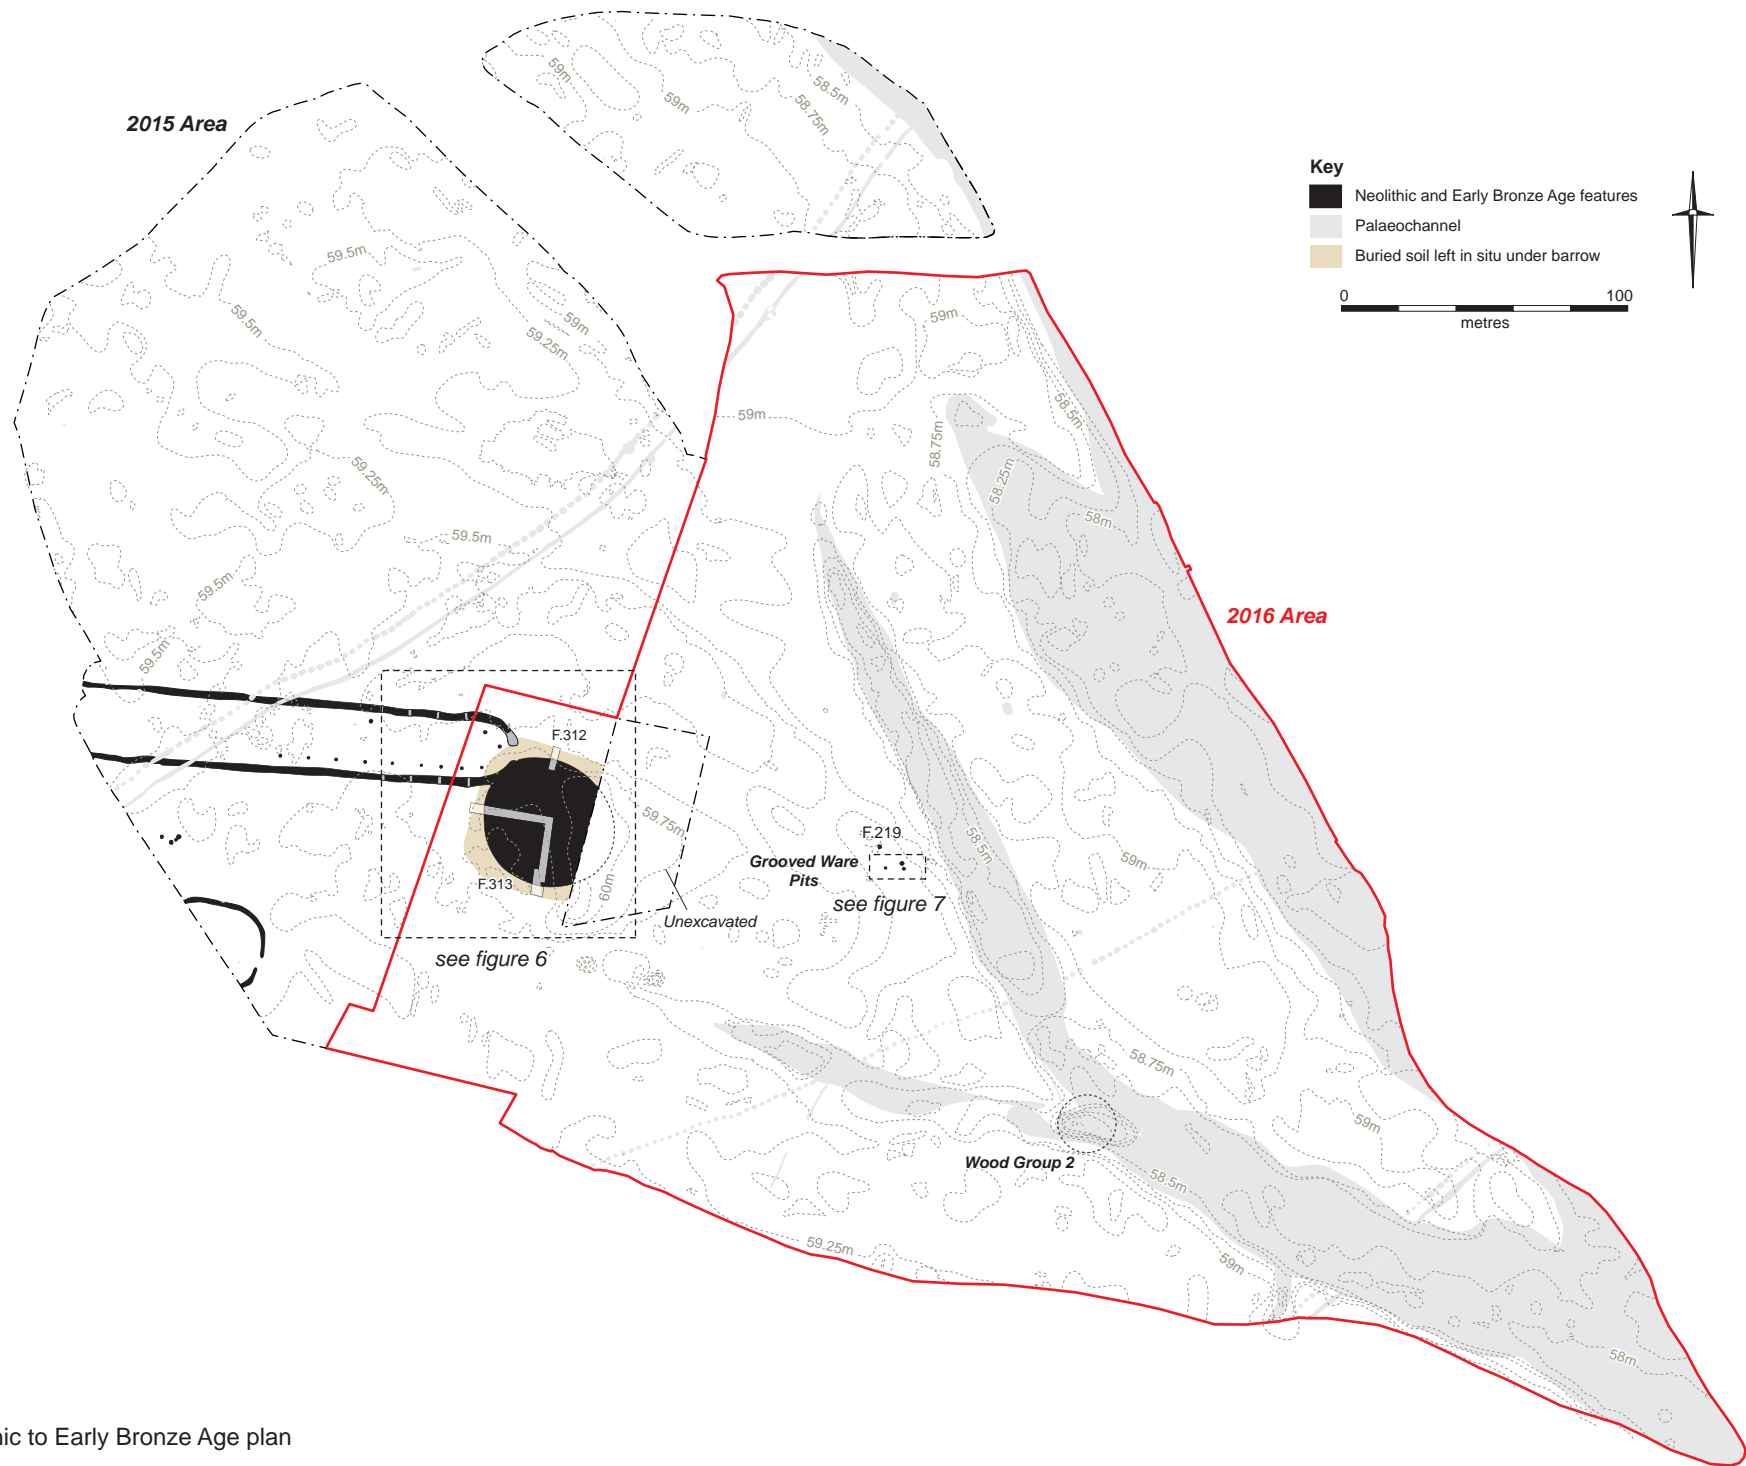 2015 Area
59m
59m
58.5m
58.75m
Key
Neolithic and Early Bronze Age features
Palaeochannel
Buried soil left in situ under barrow
0 100
metres
59.5m
59.5m
59m
59.25m
59m
59m
58.5m
58.75m
58.25m
59.25m
58m
59.5m
59.5m
59.5m
2016 Area
F.312
59.75m
F.219
Grooved Ware
Pits
58.5m
59m
F.313
60m
see figure 7
Unexcavated
see figure 6
58.75m
59m
Wood Group 2
58.5m
59.25m
59m
58m
to Early Bronze Age plan